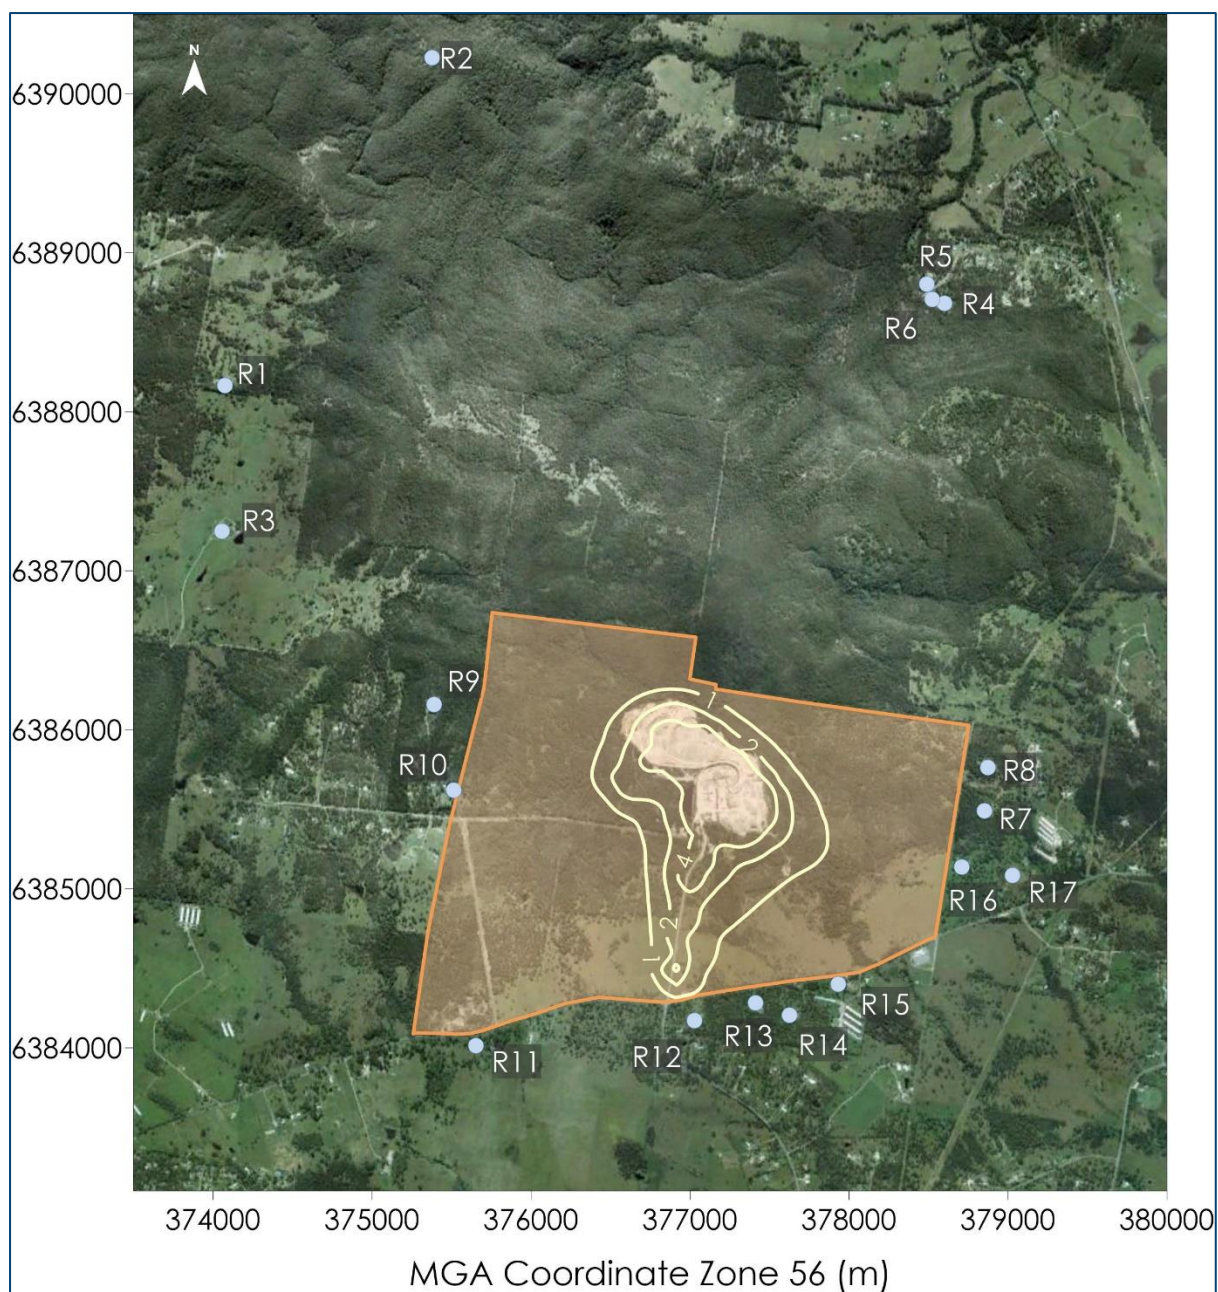 N
R2
6390000
6389000
R5
R4
R6
R1
6388000
R3
6387000
R9
1
6386000
2
R10
R8
R7
4
6385000
R16
R17
2
1
R15
R13
R14
R12
6384000
R11
374000 375000 376000 377000 378000 379000 380000
MGA Coordinate Zone 56 (m)